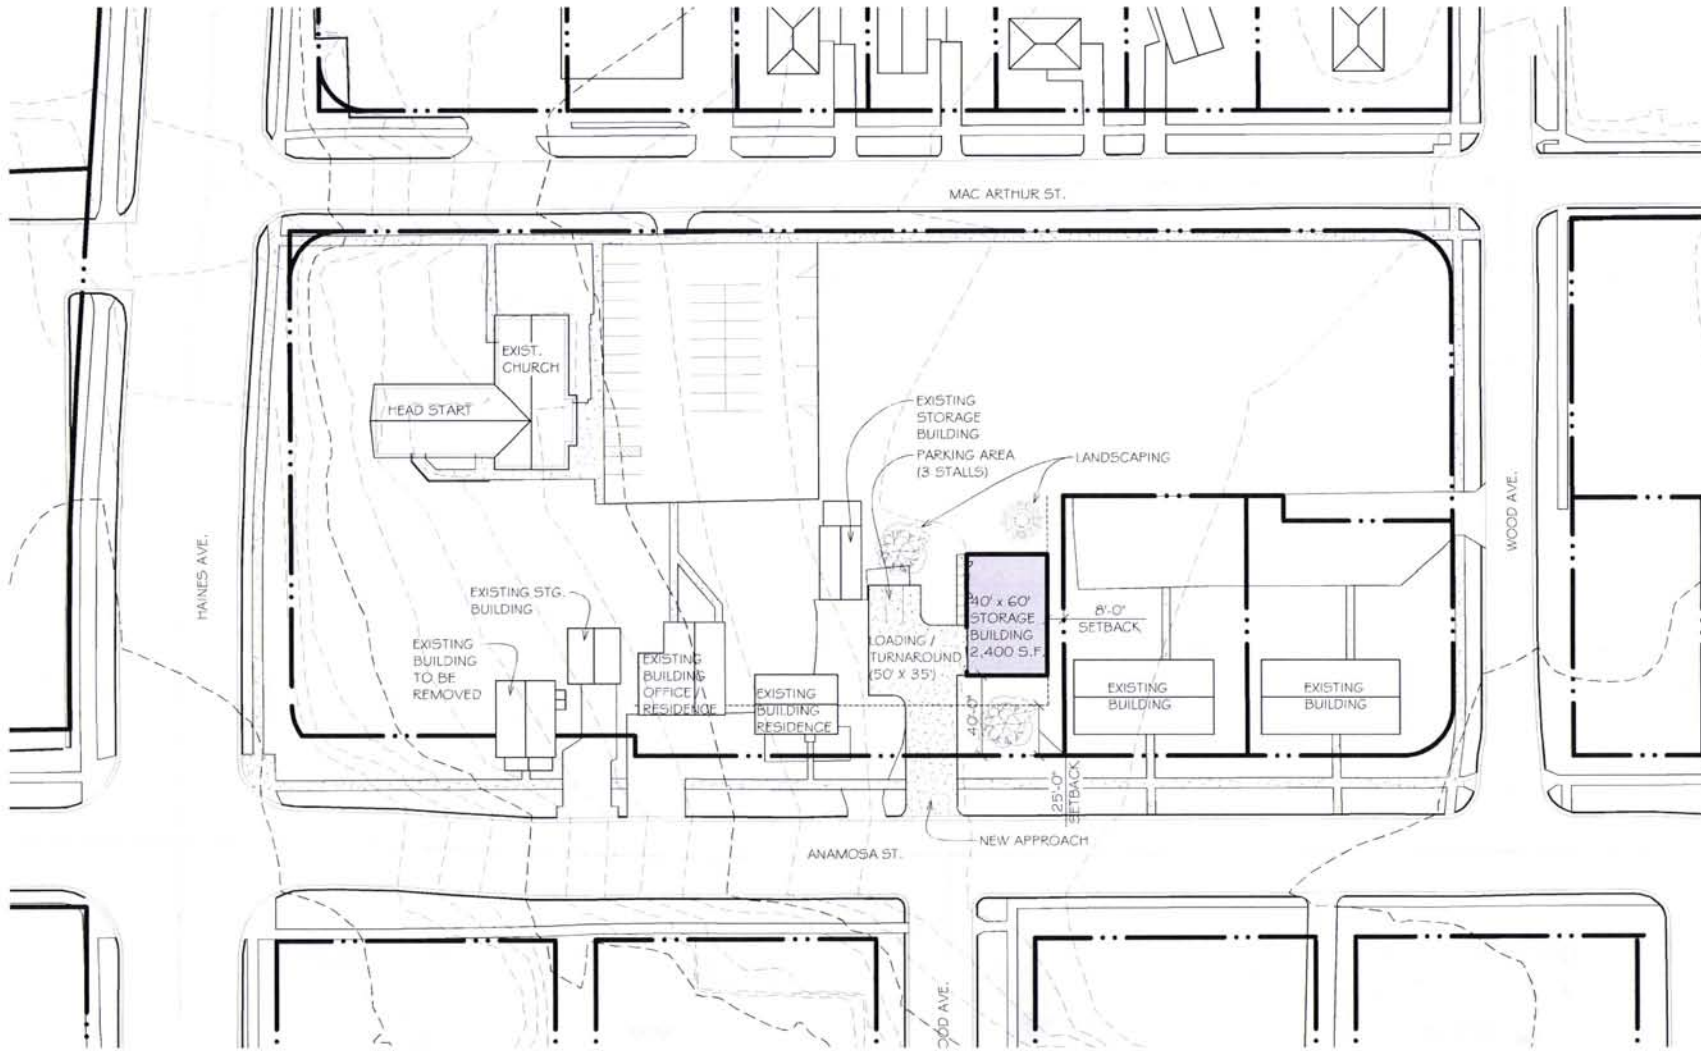 MAC ARTHUR ST.
EXIST.
CHURCH
HEAD START
EXISTING
STORAGE
BUILDING
PARKING AREA
(3 STALLS)
LANDSCAPING
HAINES AVE.
WOOD AVE.
EXISTING STG.
BUILDING
EXISTING
BUILDING
TO BE
REMOVED
EXISTING
BUILDING
OFFICE /
RESIDENCE
EXISTING
BUILDING
RESIDENCE
LOADING /
TURNAROUND
(50' X 35')
40' x 60'
STORAGE
BUILDING
2,400 S.F.
8'-0"
SETBACK
EXISTING
BUILDING
EXISTING
BUILDING
40'-0"
25'-0"
SETBACK
NEW APPROACH
ANAMOSA ST.
OOD AVE.